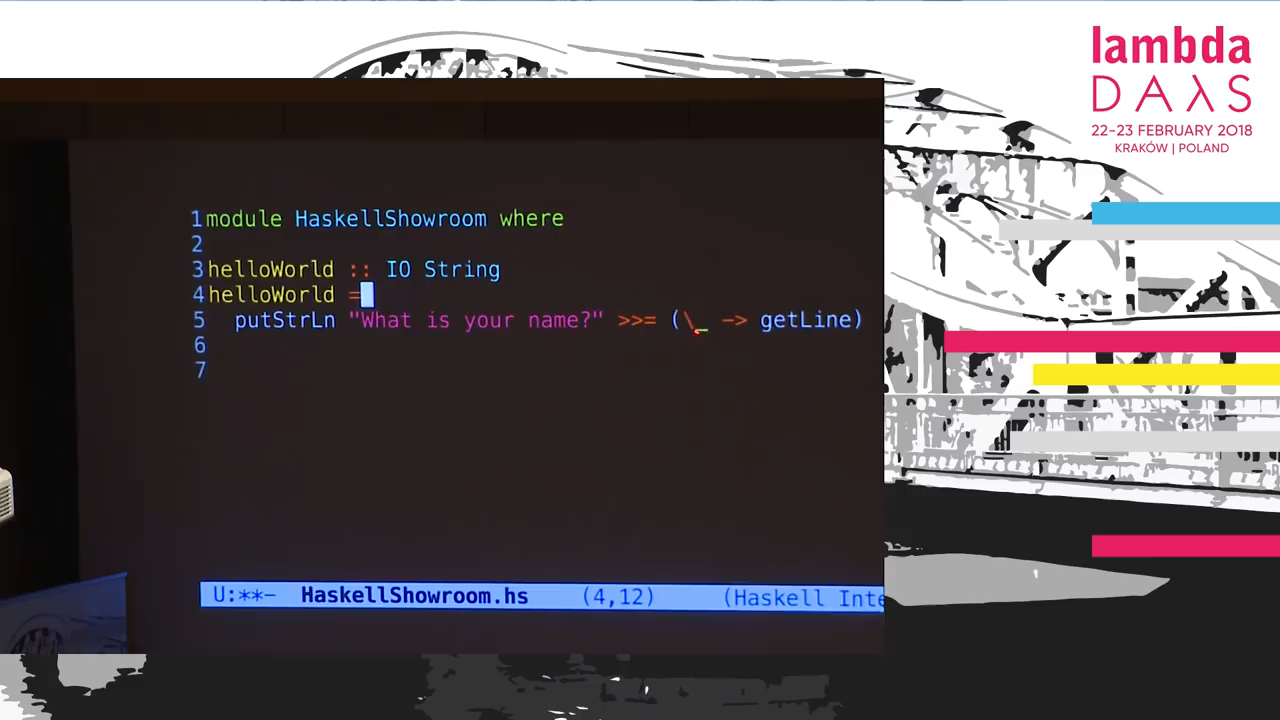 lambda
DAλS
22-23 FEBRUARY 2018
KRAKÓW | POLAND
1 module HaskellShowroom where
2
3 helloWorld :: IO String
4 helloWorld =
5   putStrLn "What is your name?" >>= (\_ -> getLine)
6
7
U:**-  HaskellShowroom.hs    (4,12)    (Haskell Inte